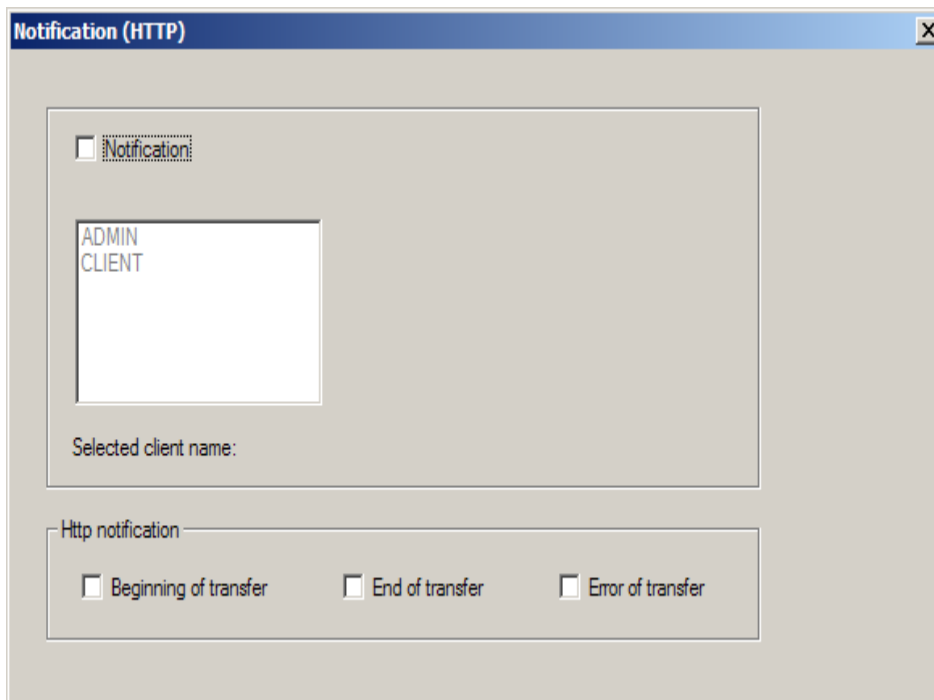 Notification (HTTP)
Notification
ADMIN
CLIENT
Selected client name:
Http notification
Beginning of transfer End of transfer Error of transfer